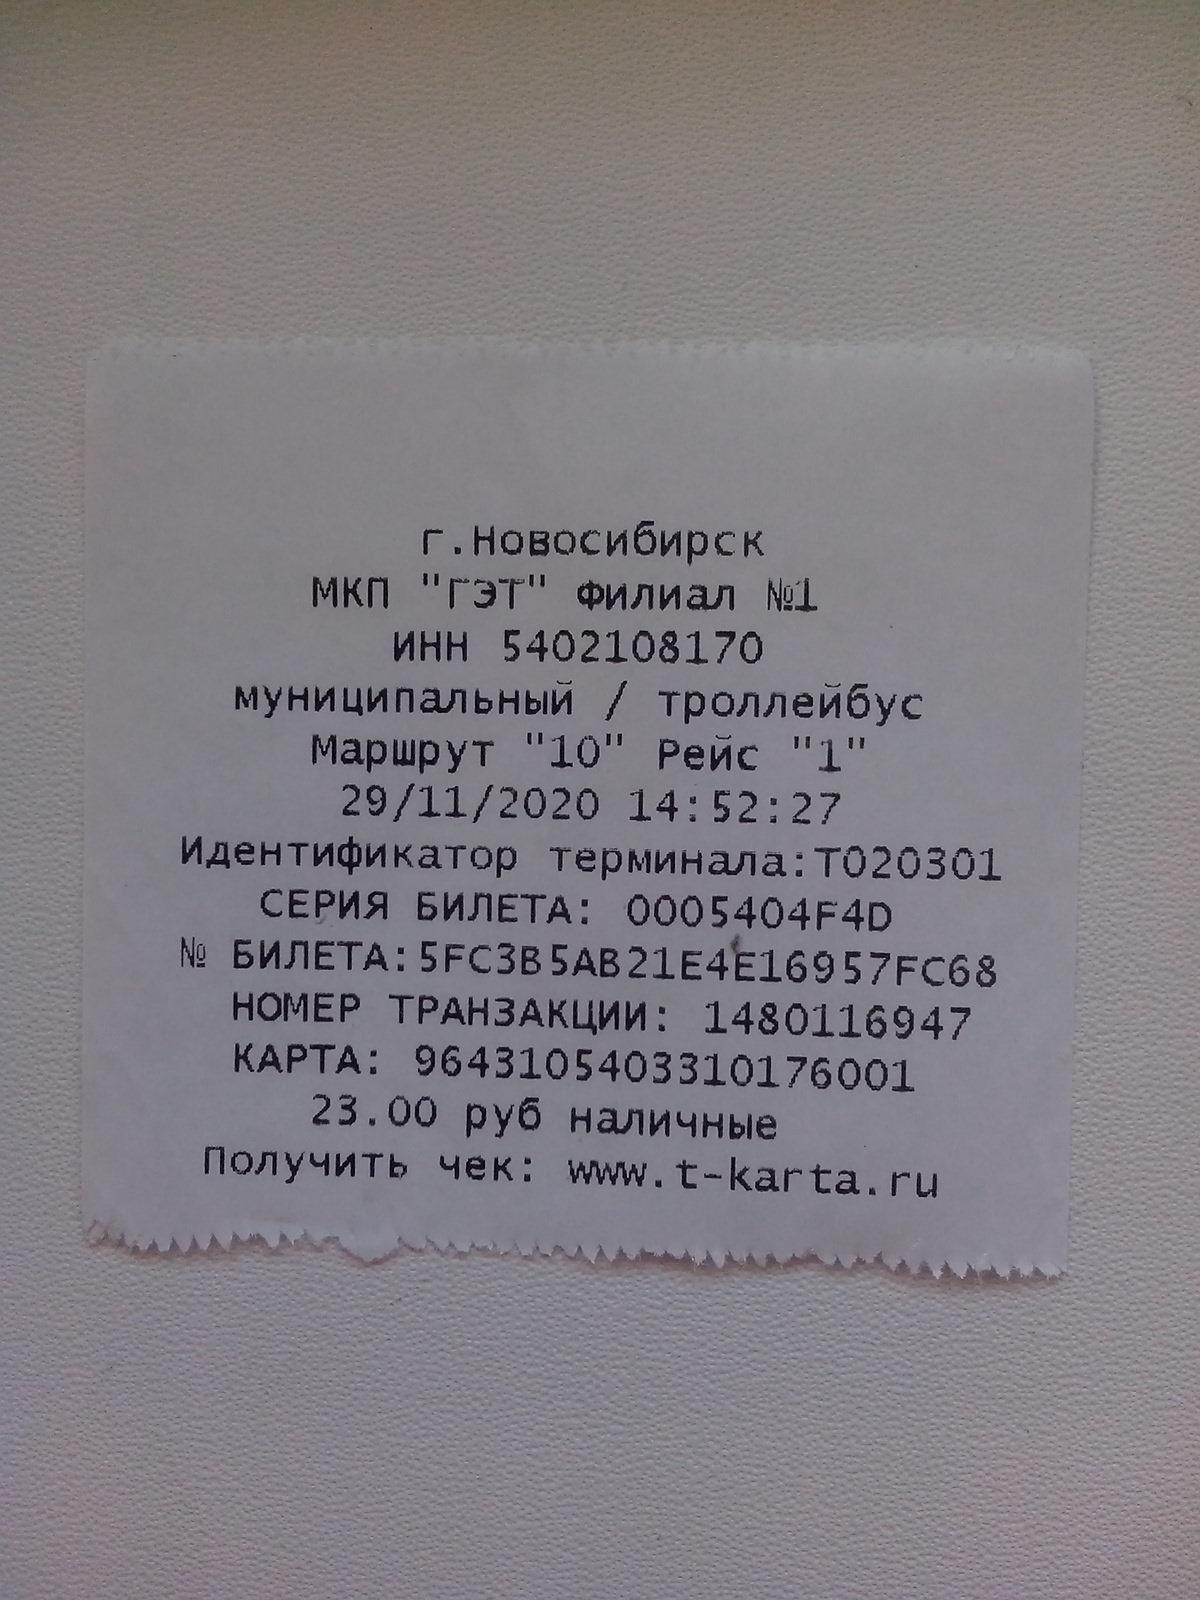 г.Новосибирск
МКП "ГЭТ" Филиал №1
ИНН 5402108170
муниципальный / троллейбус
Маршрут "10" Рейс "1"
29/11/2020 14:52:27
Идентификатор терминала:T020301
СЕРИЯ БИЛЕТА: 0005404F4D
№ БИЛЕТА:5FC3B5AB21E4E16957FC68
НОМЕР ТРАНЗАКЦИИ: 1480116947
КАРТА: 9643105403310176001
23.00 руб наличные
Получить чек: www.t-karta.ru